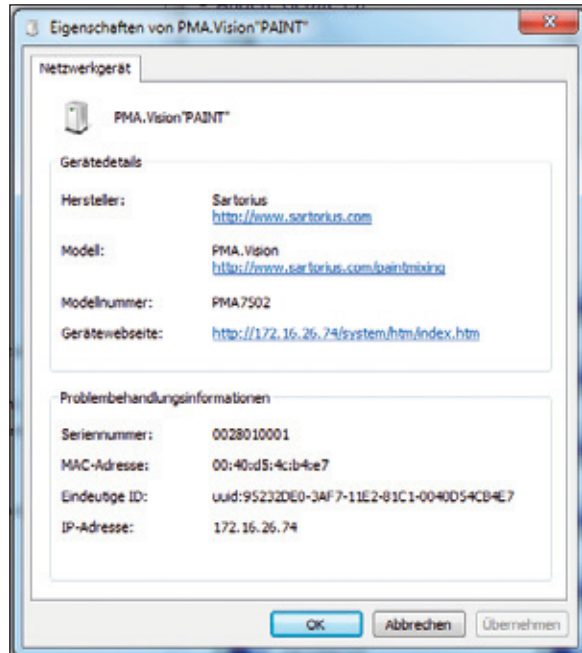 Eigenschaften von PMA.Vision"PAINT"
Netzwerkgerät
PMA.Vision"PAINT"
Gerätedetails
Hersteller: Sartorius
http://www.sartorius.com
Modell: PMA.Vision
http://www.sartorius.com/paintmixing
Modellnummer: PMA7502
Gerätewebseite: http://172.16.26.74/system/htm/index.htm
Problembehandlungsinformationen
Seriennummer: 0028010001
MAC-Adresse: 00:40:d5:4c:b4:e7
Eindeutige ID: uuid:95232DE0-3AF7-11E2-81C1-0040D54CB4E7
IP-Adresse: 172.16.26.74
OK Abbrechen Übernehmen